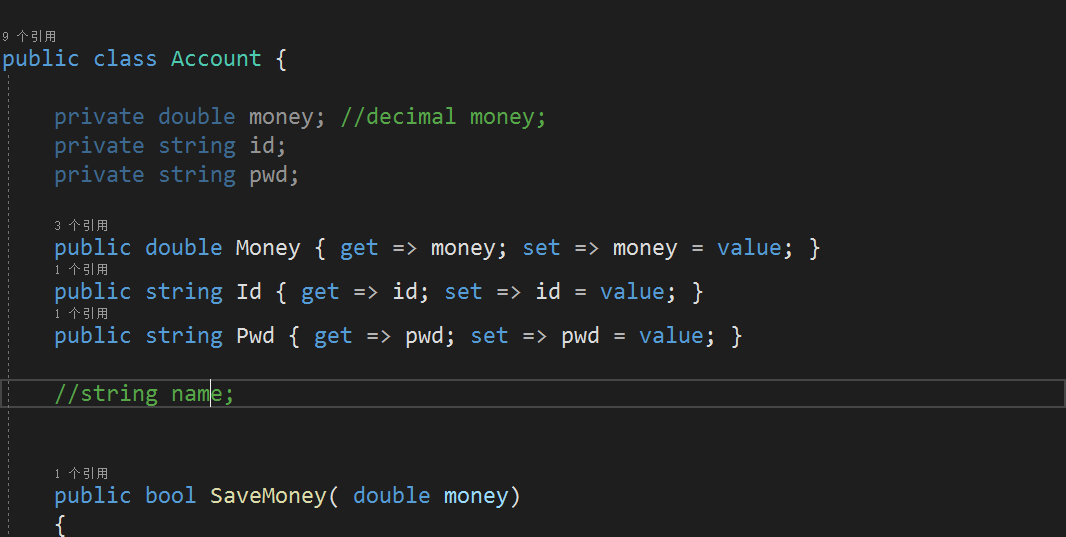 9 个引用
public class Account {
private double money; //decimal money;
private string id;
private string pwd;
3 个引用
public double Money { get => money; set => money = value; }
1 个引用
public string Id { get => id; set => id = value; }
1 个引用
public string Pwd { get => pwd; set => pwd = value; }
//string name;
1 个引用
public bool SaveMoney( double money)
{